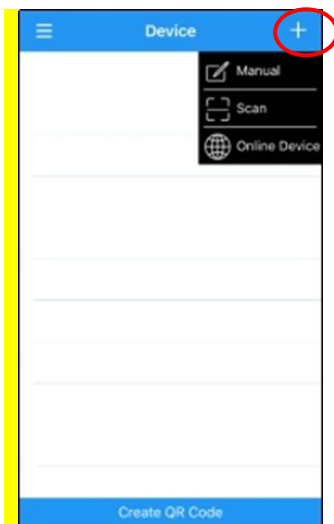 Device
Manual
Scan
Online Device
Create QR Code